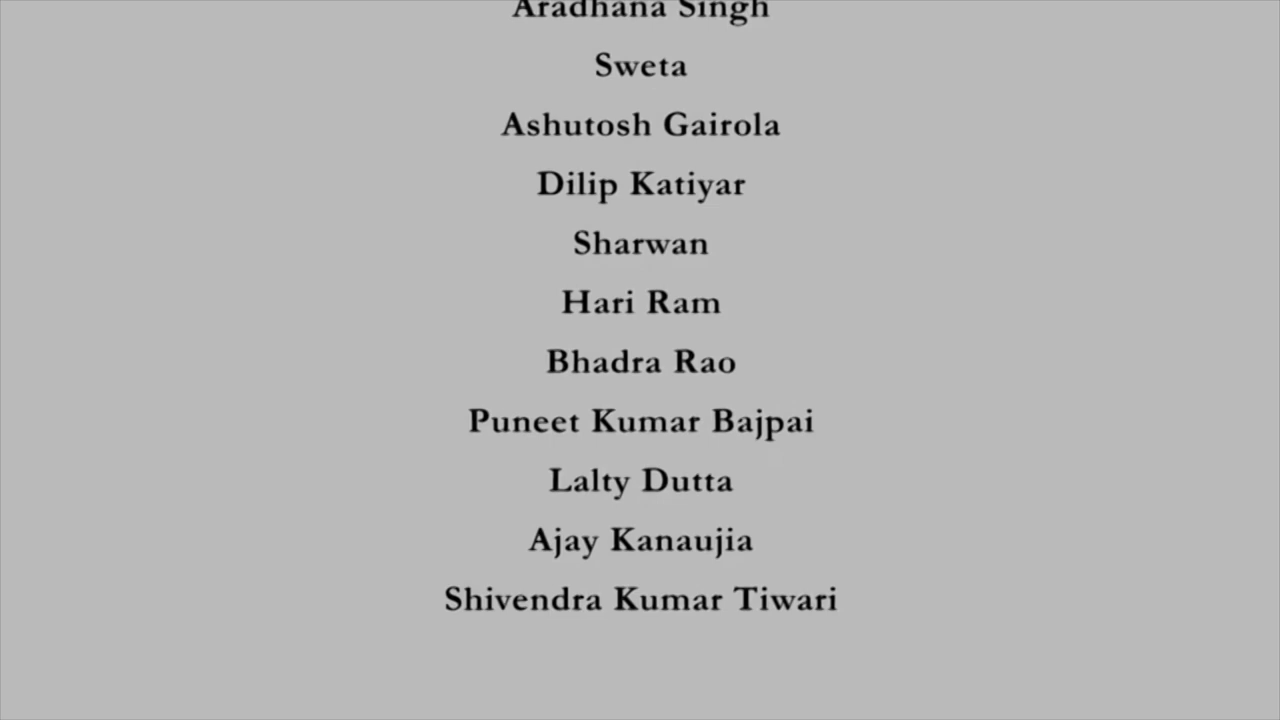 Aradhana Singh
Sweta
Ashutosh Gairola
Dilip Katiyar
Sharwan
Hari Ram
Bhadra Rao
Puneet Kumar Bajpai
Lalty Dutta
Ajay Kanaujia
Shivendra Kumar Tiwari